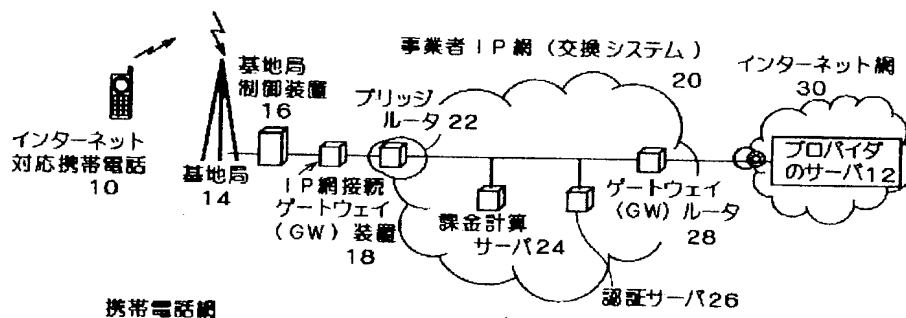 事業者IP網（交換システム）
20
インターネット網
30
基地局
制御装置
16
ブリッジ
ルータ22
インターネット
対応携帯電話
10
基地局
14
IP網接続
ゲートウェイ
（GW）装置
18
課金計算
サーバ24
ゲートウェイ
（GW）ルータ
28
プロバイダ
のサーバ12
認証サーバ26
携帯電話網